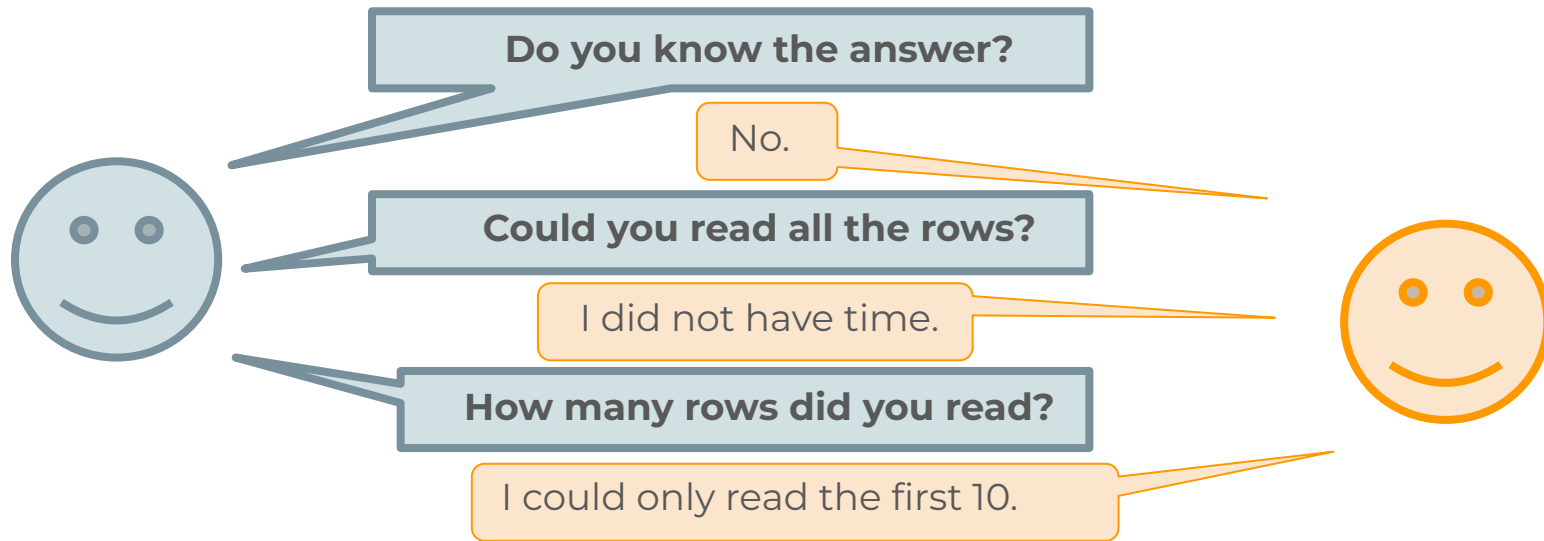 Do you know the answer?
No.
Could you read all the rows?
I did not have time.
How many rows did you read?
I could only read the first 10.